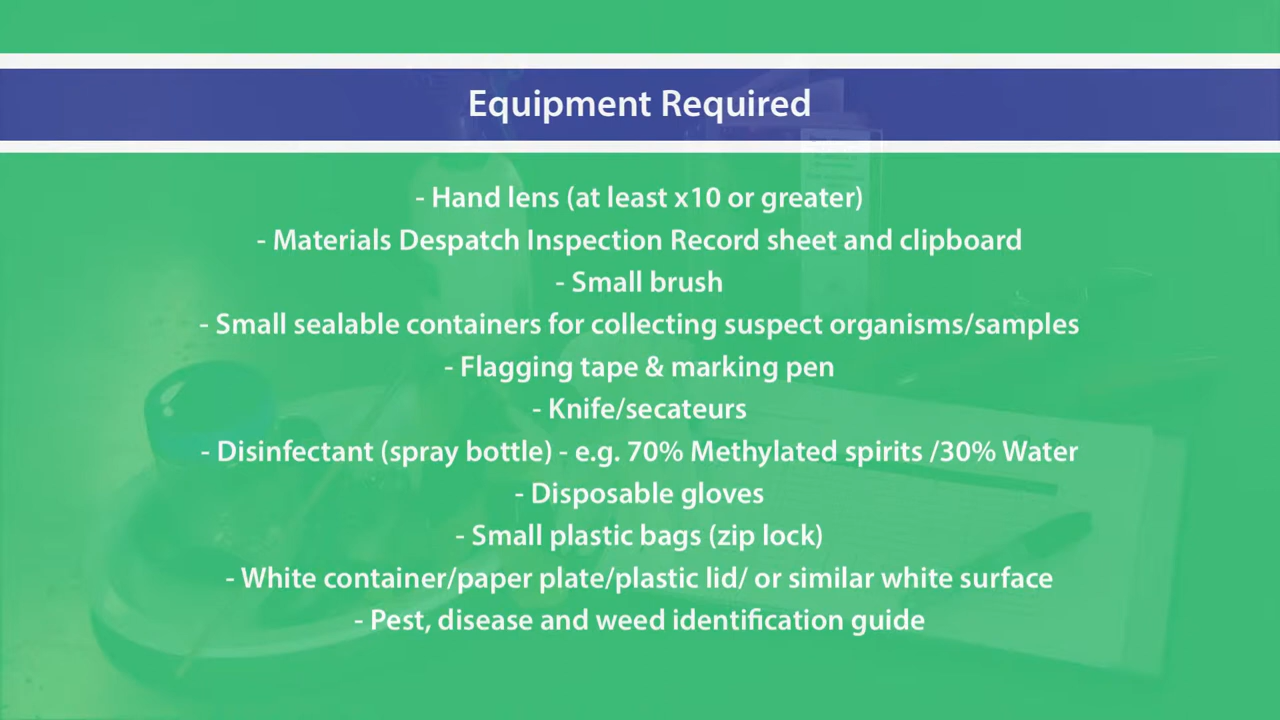 Equipment Required
- Hand lens (at least x10 or greater)
- Materials Despatch Inspection Record sheet and clipboard
- Small brush
- Small sealable containers for collecting suspect organisms/samples
- Flagging tape & marking pen
- Knife/secateurs
- Disinfectant (spray bottle) - e.g. 70% Methylated spirits /30% Water
- Disposable gloves
- Small plastic bags (zip lock)
- White container/paper plate/plastic lid/ or similar white surface
- Pest, disease and weed identification guide